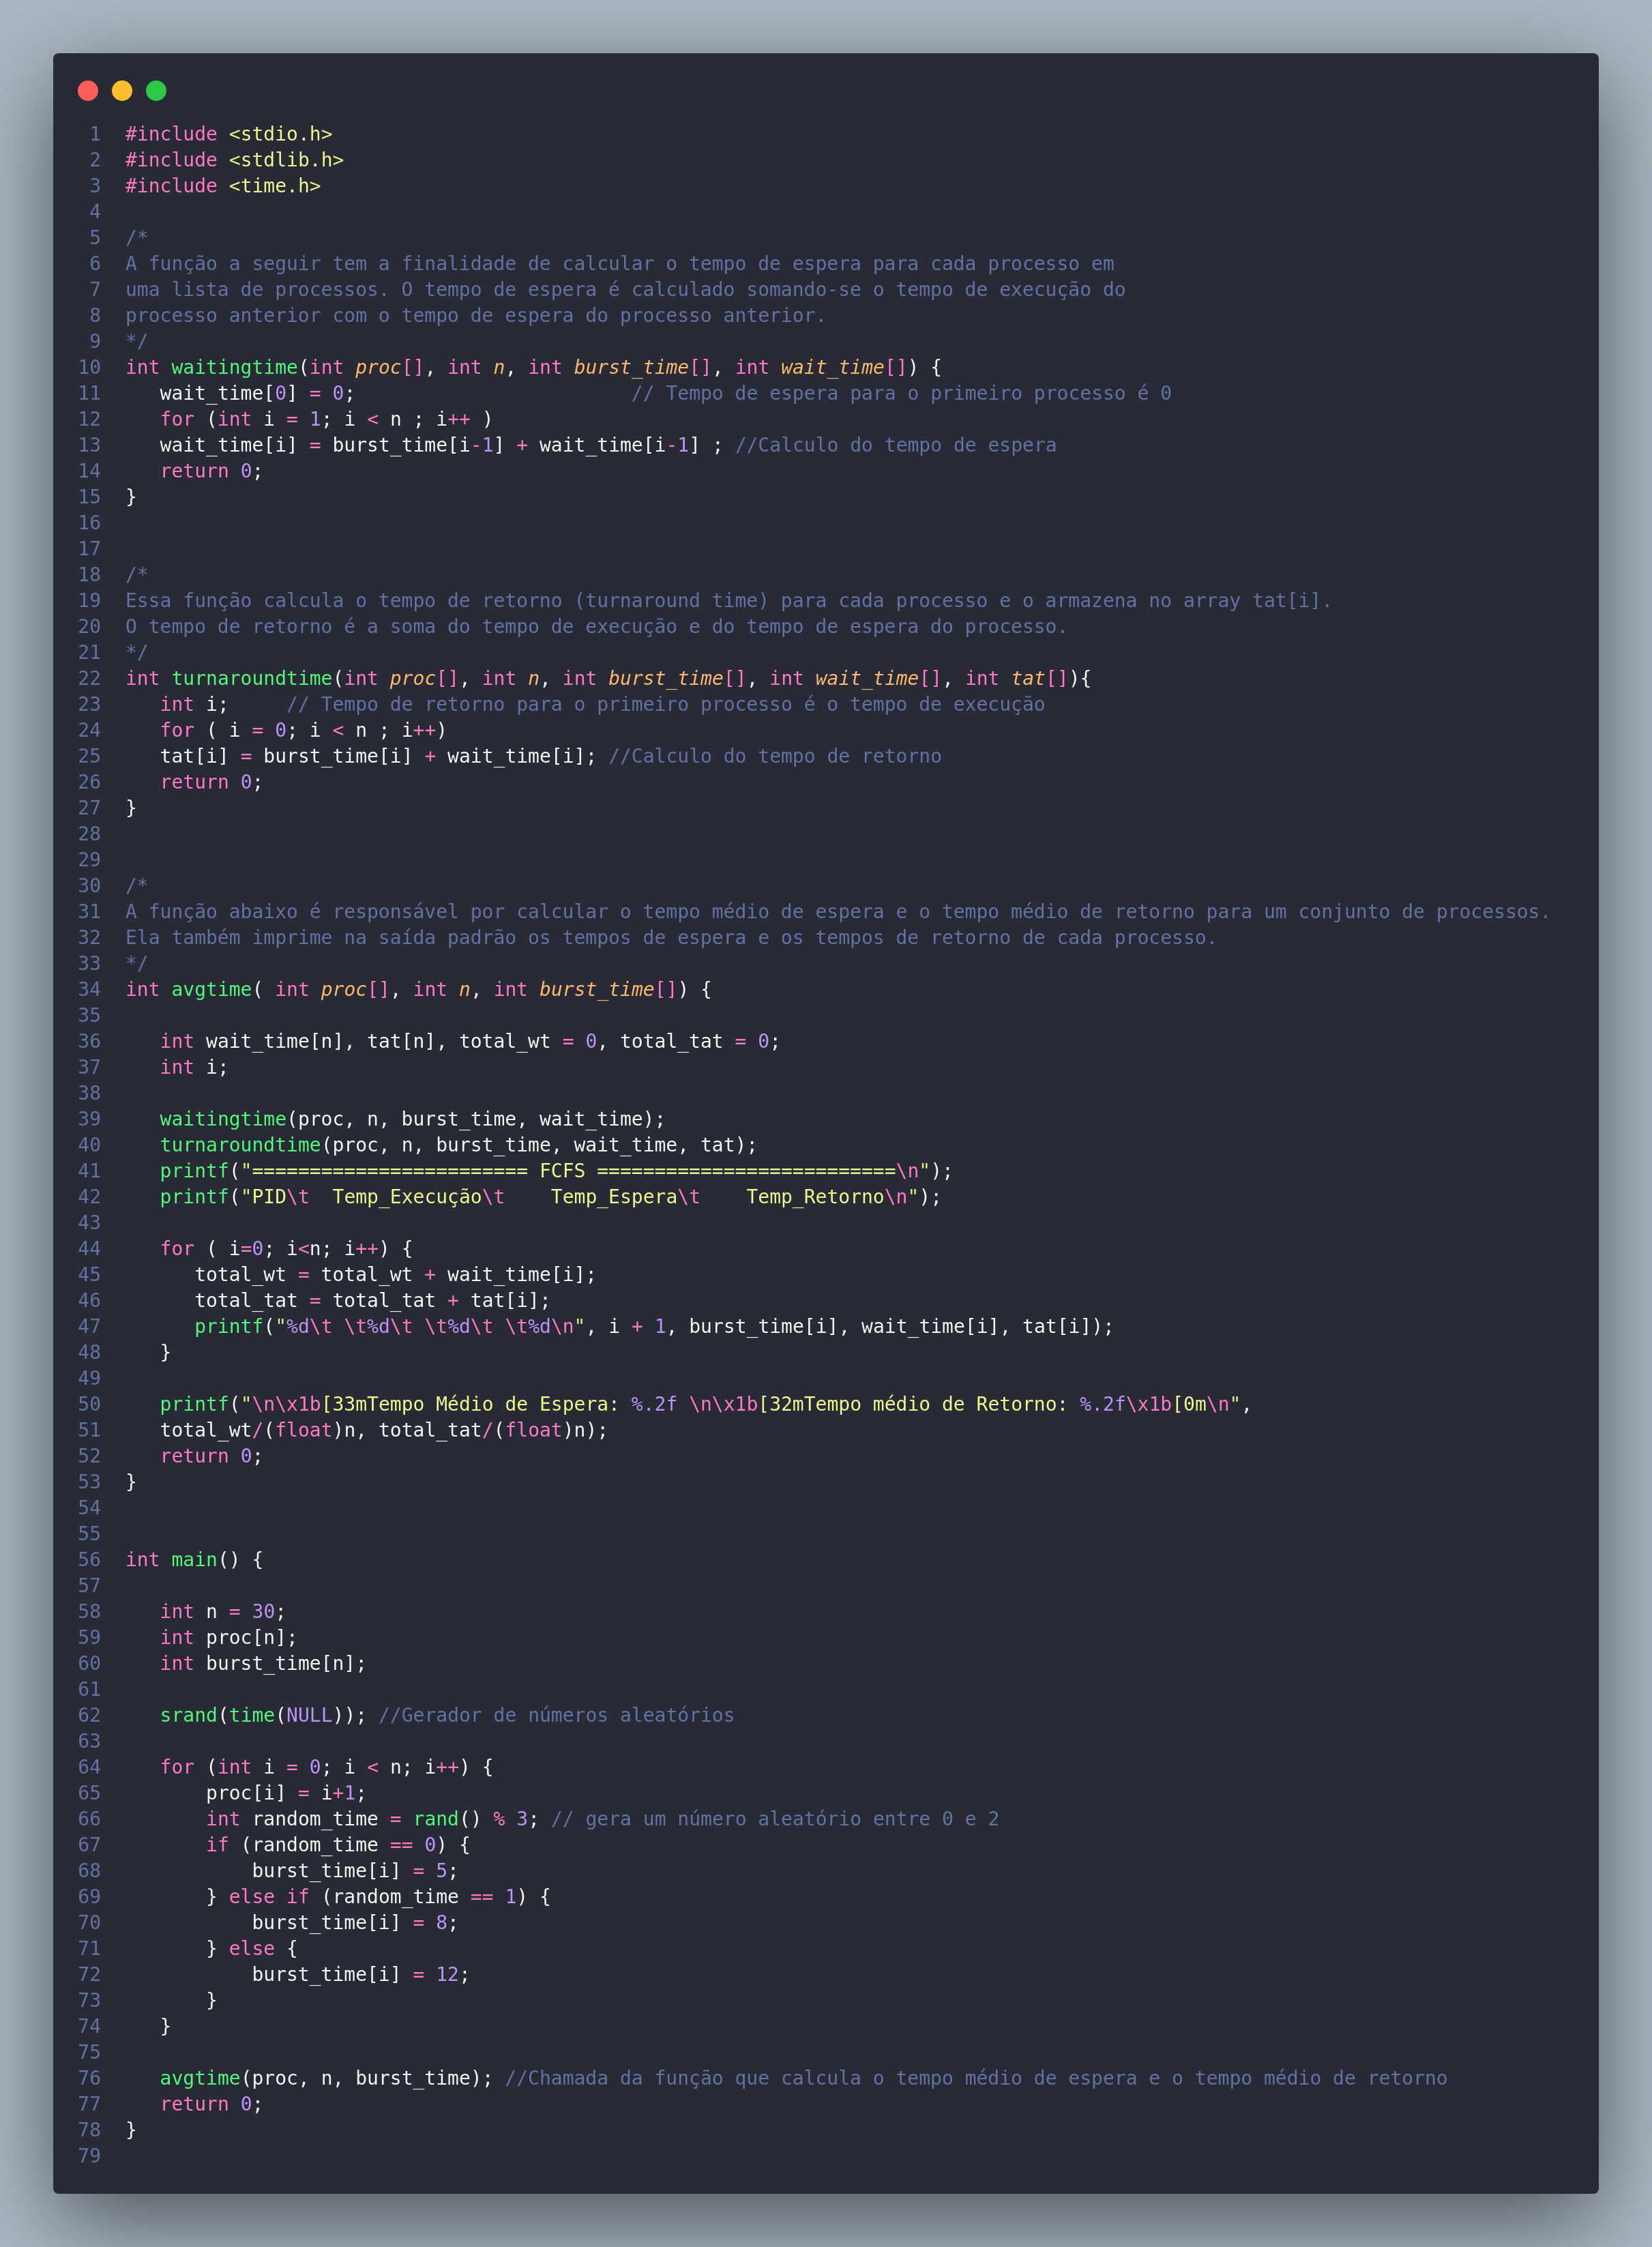 1 #include <stdio.h>
2 #include <stdlib.h>
3 #include <time.h>
4
5 /*
6 A função a seguir tem a finalidade de calcular o tempo de espera para cada processo em
7 uma lista de processos. O tempo de espera é calculado somando-se o tempo de execução do
8 processo anterior com o tempo de espera do processo anterior.
9 */
10 int waitingtime(int proc[], int n, int burst_time[], int wait_time[]) {
11    wait_time[0] = 0;                        // Tempo de espera para o primeiro processo é 0
12    for (int i = 1; i < n ; i++ )
13    wait_time[i] = burst_time[i-1] + wait_time[i-1] ; //Calculo do tempo de espera
14    return 0;
15 }
16
17
18 /*
19 Essa função calcula o tempo de retorno (turnaround time) para cada processo e o armazena no array tat[i].
20 O tempo de retorno é a soma do tempo de execução e do tempo de espera do processo.
21 */
22 int turnaroundtime(int proc[], int n, int burst_time[], int wait_time[], int tat[]){
23    int i;     // Tempo de retorno para o primeiro processo é o tempo de execução
24    for ( i = 0; i < n ; i++)
25    tat[i] = burst_time[i] + wait_time[i]; //Calculo do tempo de retorno
26    return 0;
27 }
28
29
30 /*
31 A função abaixo é responsável por calcular o tempo médio de espera e o tempo médio de retorno para um conjunto de processos.
32 Ela também imprime na saída padrão os tempos de espera e os tempos de retorno de cada processo.
33 */
34 int avgtime( int proc[], int n, int burst_time[]) {
35
36    int wait_time[n], tat[n], total_wt = 0, total_tat = 0;
37    int i;
38
39    waitingtime(proc, n, burst_time, wait_time);
40    turnaroundtime(proc, n, burst_time, wait_time, tat);
41    printf("======================== FCFS ==========================\n");
42    printf("PID\t  Temp_Execução\t    Temp_Espera\t    Temp_Retorno\n");
43
44    for ( i=0; i<n; i++) {
45       total_wt = total_wt + wait_time[i];
46       total_tat = total_tat + tat[i];
47       printf("%d\t \t%d\t \t%d\t \t%d\n", i + 1, burst_time[i], wait_time[i], tat[i]);
48    }
49
50    printf("\n\x1b[33mTempo Médio de Espera: %.2f \n\x1b[32mTempo médio de Retorno: %.2f\x1b[0m\n",
51    total_wt/(float)n, total_tat/(float)n);
52    return 0;
53 }
54
55
56 int main() {
57
58    int n = 30;
59    int proc[n];
60    int burst_time[n];
61
62    srand(time(NULL)); //Gerador de números aleatórios
63
64    for (int i = 0; i < n; i++) {
65        proc[i] = i+1;
66        int random_time = rand() % 3; // gera um número aleatório entre 0 e 2
67        if (random_time == 0) {
68            burst_time[i] = 5;
69        } else if (random_time == 1) {
70            burst_time[i] = 8;
71        } else {
72            burst_time[i] = 12;
73        }
74    }
75
76    avgtime(proc, n, burst_time); //Chamada da função que calcula o tempo médio de espera e o tempo médio de retorno
77    return 0;
78 }
79